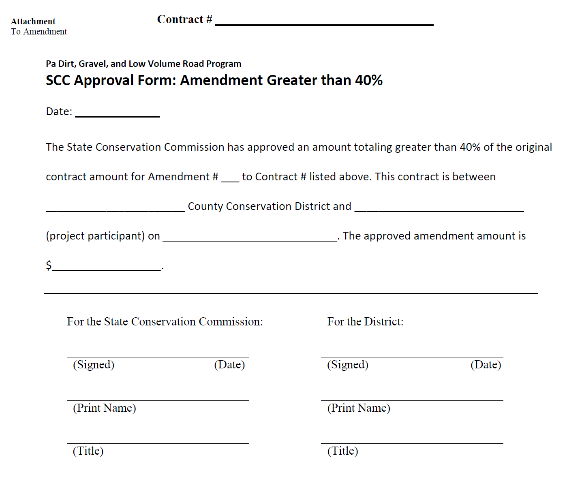 Attachment
Contract # ____________________
To Amendment
Pa Dirt, Gravel, and Low Volume Road Program
SCC Approval Form: Amendment Greater than 40%
Date: ______________
The State Conservation Commission has approved an amount totaling greater than 40% of the original
contract amount for Amendment # ___ to Contract # listed above. This contract is between
_______________________ County Conservation District and ____________________________
(project participant) on _____________________________. The approved amendment amount is
$__________________.
For the State Conservation Commission: For the District:
(Signed) (Date) (Signed) (Date)
(Print Name) (Print Name)
(Title) (Title)